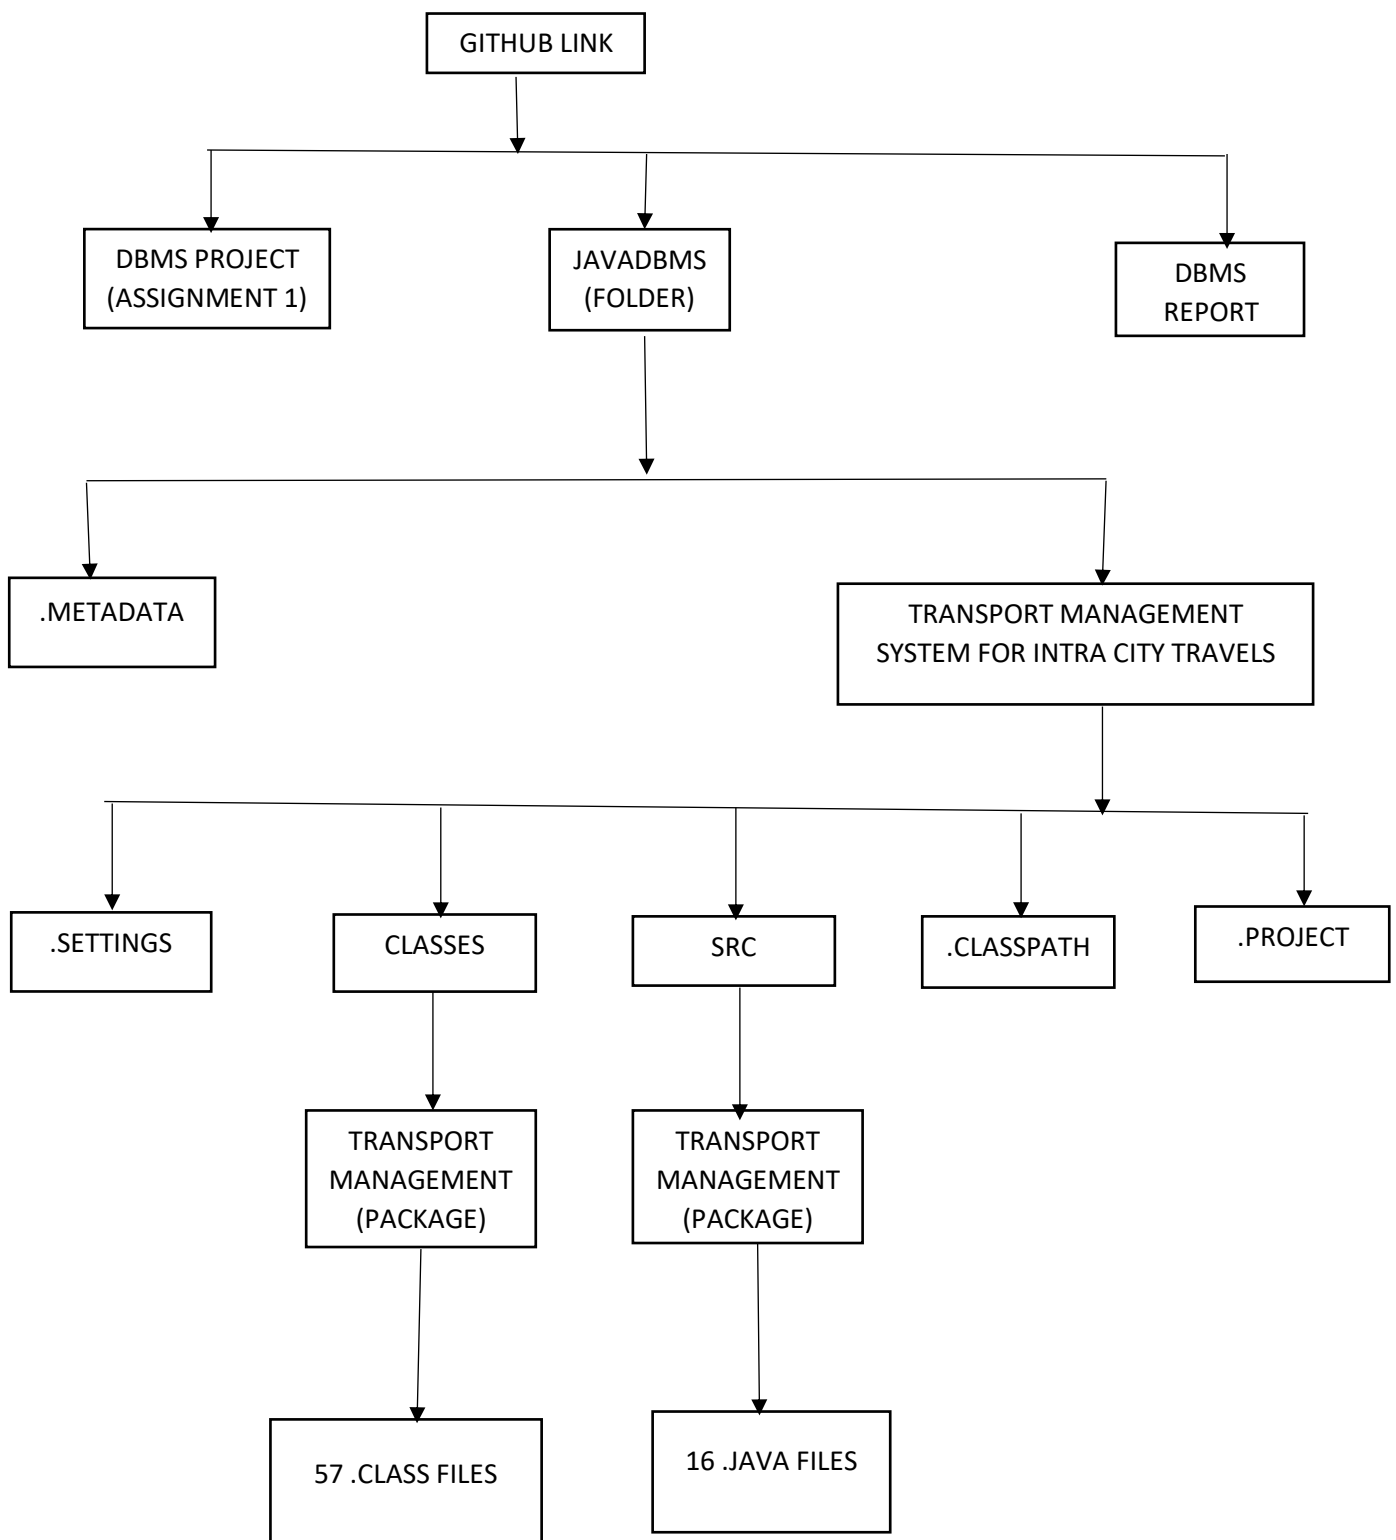 GITHUB LINK
DBMS PROJECT
(ASSIGNMENT 1)
JAVADBMS
(FOLDER)
DBMS
REPORT
.METADATA
TRANSPORT MANAGEMENT
SYSTEM FOR INTRA CITY TRAVELS
.SETTINGS
CLASSES
SRC
.CLASSPATH
.PROJECT
TRANSPORT
MANAGEMENT
(PACKAGE)
TRANSPORT
MANAGEMENT
(PACKAGE)
57 .CLASS FILES
16 .JAVA FILES